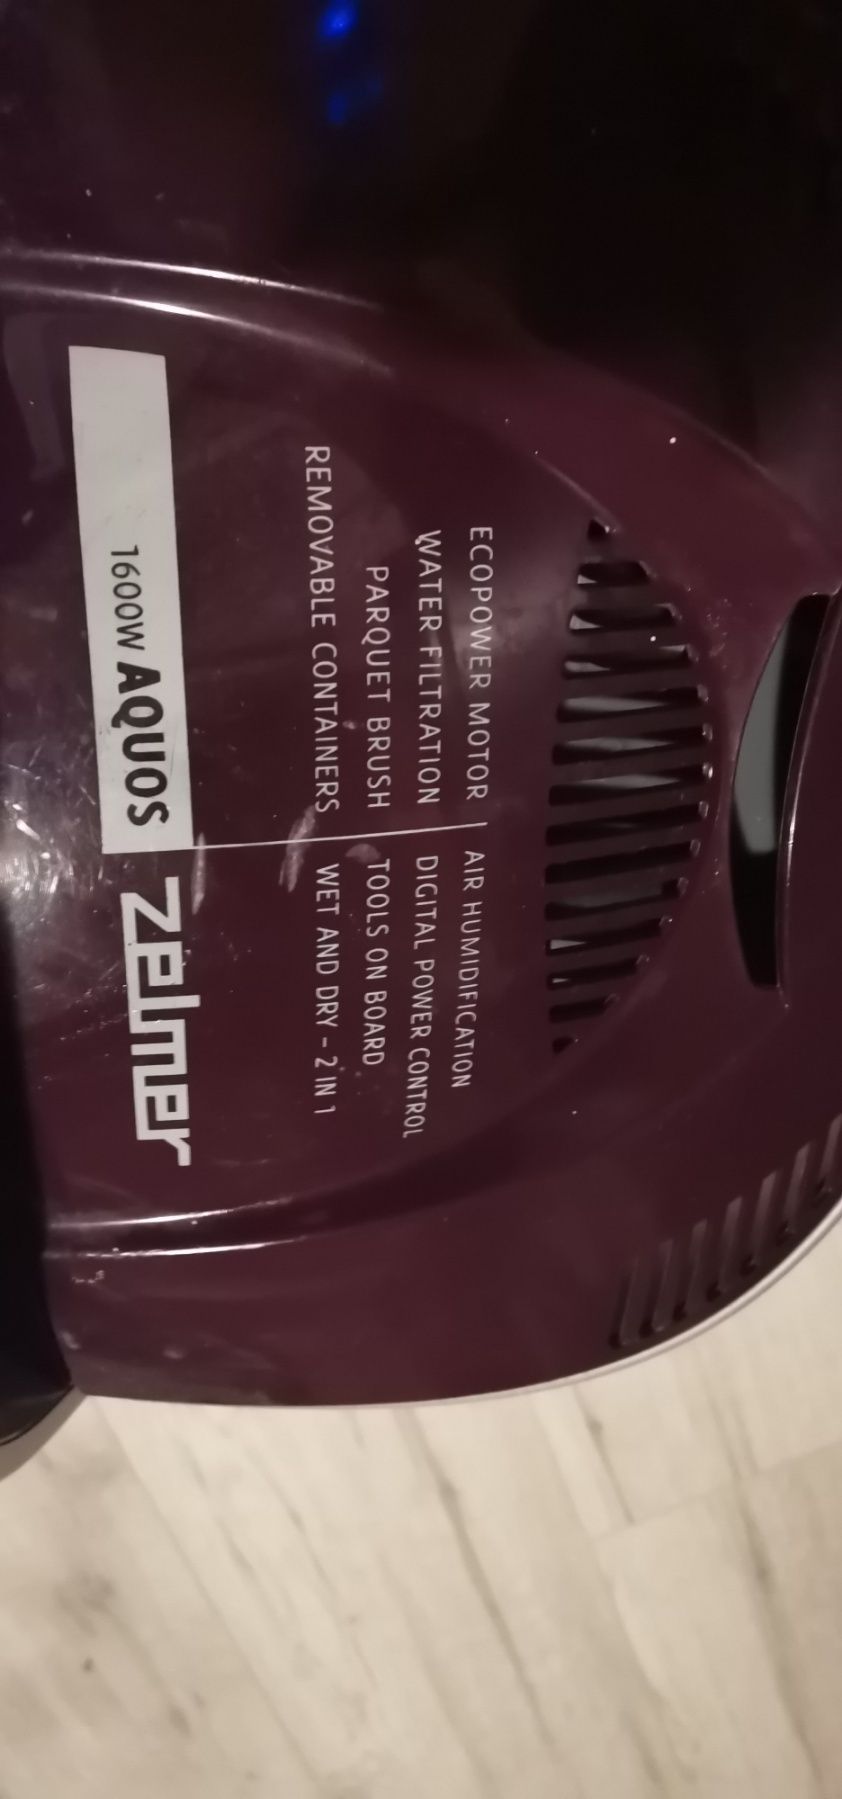 ECOPOWER MOTOR | AIR HUMIDIFICATION
WATER FILTRATION | DIGITAL POWER CONTROL
PARQUET BRUSH | TOOLS ON BOARD
REMOVABLE CONTAINERS | WET AND DRY – 2 IN 1
1600W AQUOS zelmer